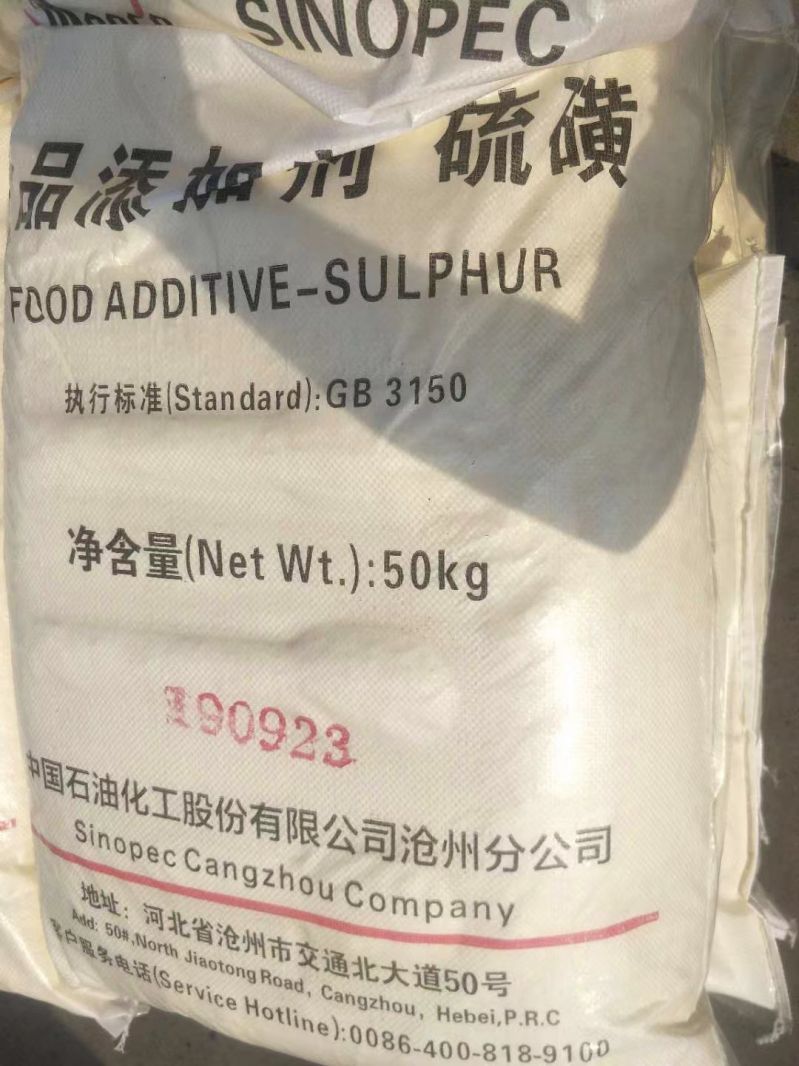 SINOPEC
品添加剂 硫磺
FOOD ADDITIVE-SULPHUR
执行标准(Standard):GB 3150
净含量(Net Wt.):50kg
190923
中国石油化工股份有限公司沧州分公司
Sinopec Cangzhou Company
地址：河北省沧州市交通北大道50号
Add: 50#,North Jiaotong Road, Cangzhou, Hebei,P.R.C
客户服务电话(Service Hotline):0086-400-818-9100